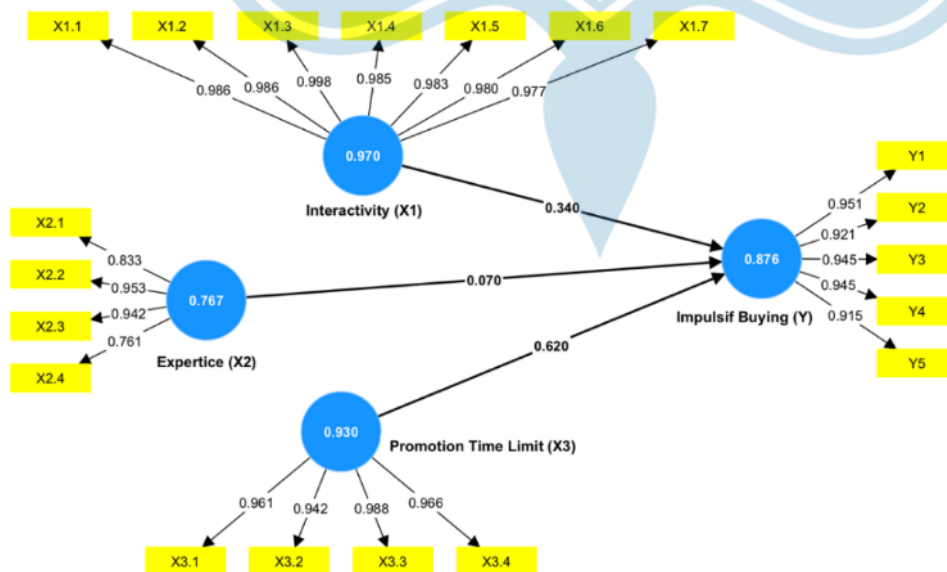 X1.1 X1.2 X1.3 X1.4 X1.5 X1.6 X1.7
0.986 0.986 0.998 0.985 0.983 0.980 0.977
0.970
Interactivity (X1)
0.340
Y1
Y2
Y3
Y4
Y5
0.951
0.921
0.945
0.945
0.915
0.876
Impulsif Buying (Y)
X2.1
X2.2
X2.3
X2.4
0.833
0.953
0.942
0.761
0.767
Expertice (X2)
0.070
0.620
0.930
Promotion Time Limit (X3)
0.961 0.942 0.988 0.966
X3.1 X3.2 X3.3 X3.4